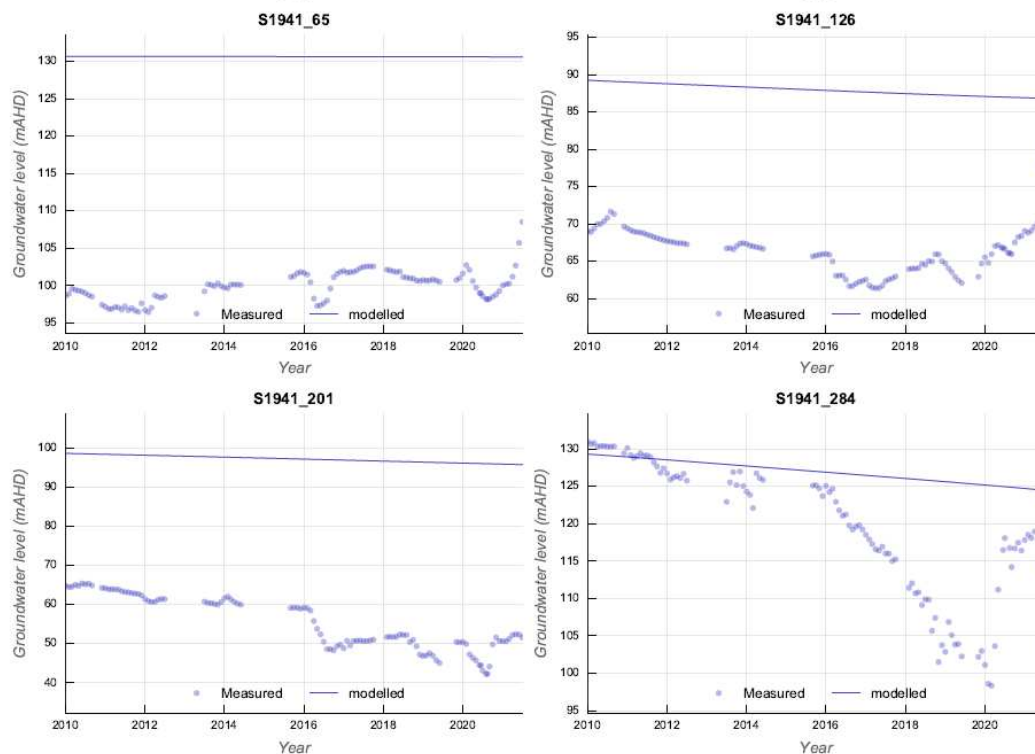 S1941_65
Groundwater level (mAHD)
130
125
120
115
110
105
100
95
Measured
modelled
2010
2012
2014
2016
2018
2020
Year
S1941_126
Groundwater level (mAHD)
95
90
85
80
75
70
65
60
Measured
modelled
2010
2012
2014
2016
2018
2020
Year
S1941_201
Groundwater level (mAHD)
100
90
80
70
60
50
40
Measured
modelled
2010
2012
2014
2016
2018
2020
Year
S1941_284
Groundwater level (mAHD)
130
125
120
115
110
105
100
95
Measured
modelled
2010
2012
2014
2016
2018
2020
Year